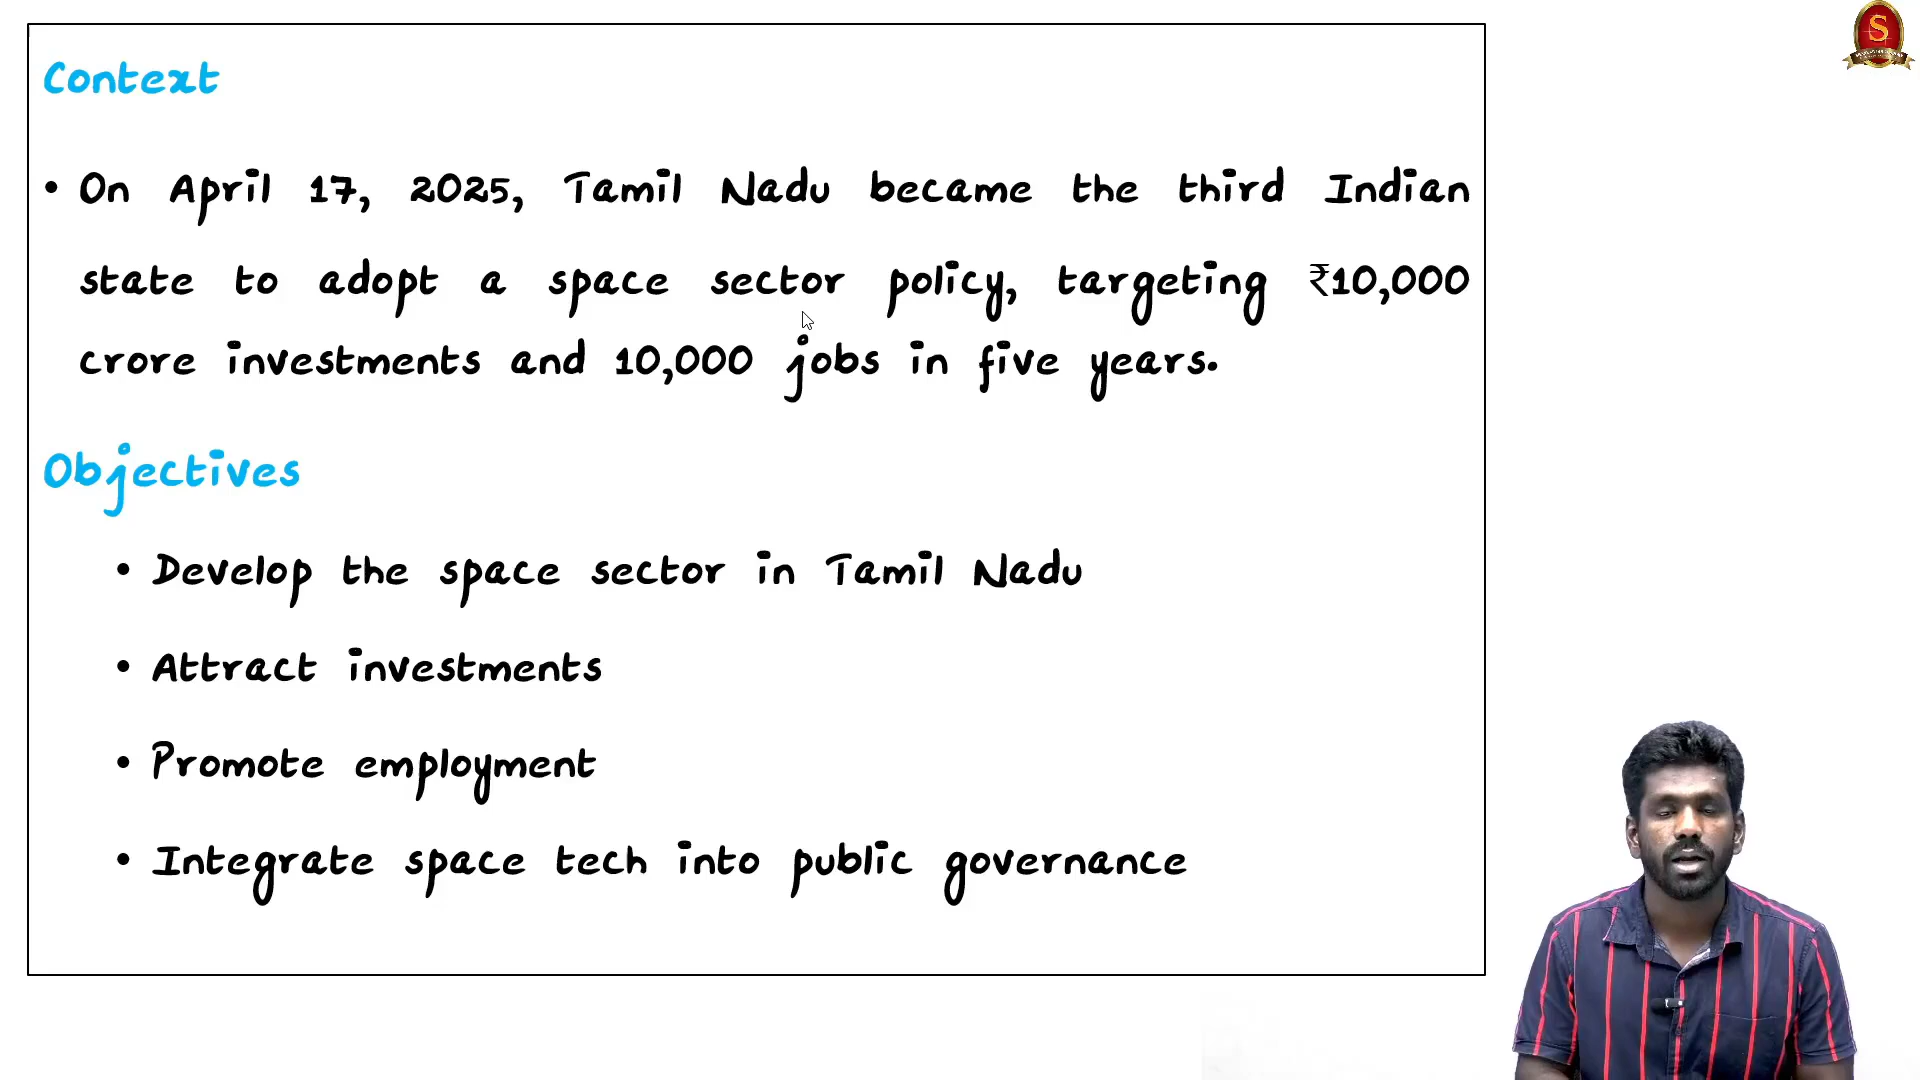 Context
• On April 17, 2025, Tamil Nadu became the third Indian
state to adopt a space sector policy, targeting ₹10,000
crore investments and 10,000 jobs in five years.
Objectives
• Develop the space sector in Tamil Nadu
• Attract investments
• Promote employment
• Integrate space tech into public governance
S